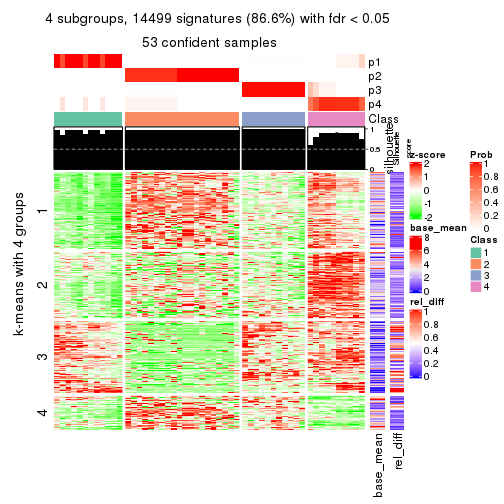 4 subgroups, 14499 signatures (86.6%) with fdr < 0.05
53 confident samples
p1
p2
p3
p4
Class
1
0.5
0
silhouette
Silhouette
score
k-means with 4 groups
1
2
3
4
base_mean
rel_diff
z-score
2
1
0
-1
-2
base_mean
8
6
4
2
0
rel_diff
1
0.8
0.6
0.4
0.2
0
Prob
1
0.8
0.6
0.4
0.2
0
Class
1
2
3
4